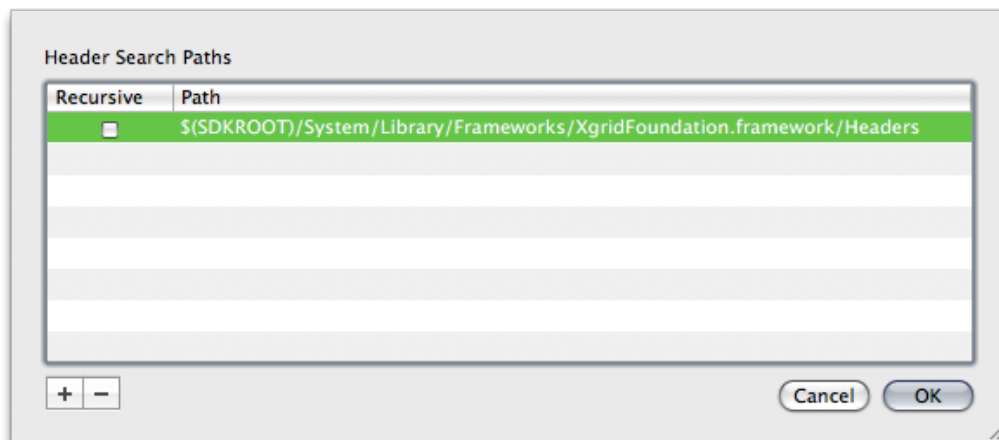 Header Search Paths
Recursive Path
$(SDKROOT)/System/Library/Frameworks/XgridFoundation.framework/Headers
+ −
Cancel OK